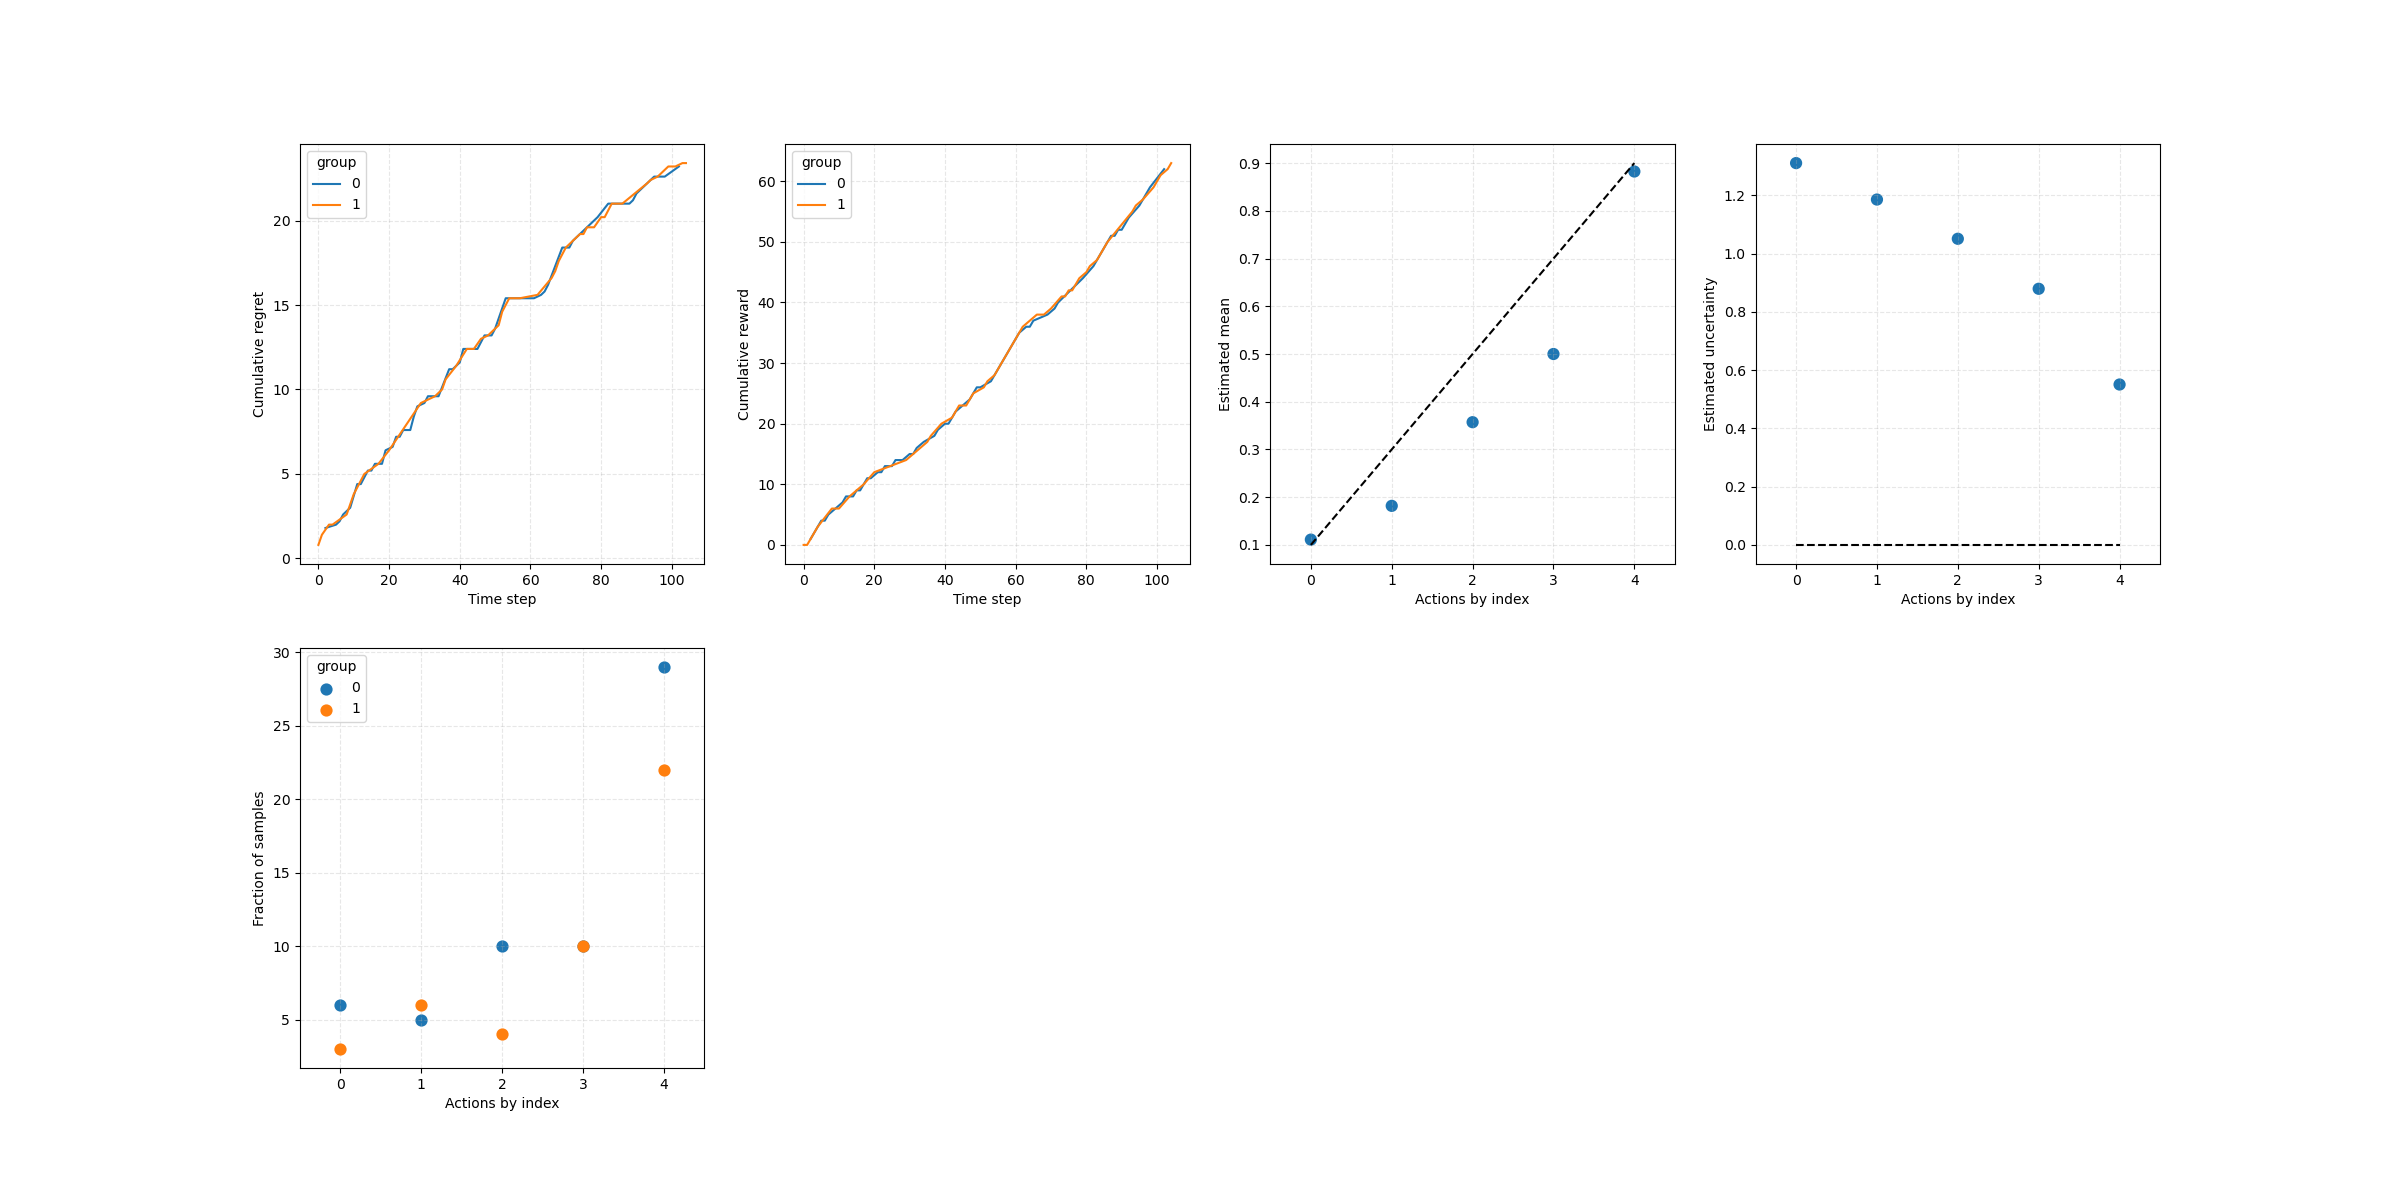 group
0
1
Cumulative regret
20
15
10
5
0
0 20 40 60 80 100
Time step
group
0
1
Cumulative reward
60
50
40
30
20
10
0
0 20 40 60 80 100
Time step
Estimated mean
0.9
0.8
0.7
0.6
0.5
0.4
0.3
0.2
0.1
0 1 2 3 4
Actions by index
Estimated uncertainty
1.2
1.0
0.8
0.6
0.4
0.2
0.0
0 1 2 3 4
Actions by index
group
0
1
Fraction of samples
30
25
20
15
10
5
0 1 2 3 4
Actions by index